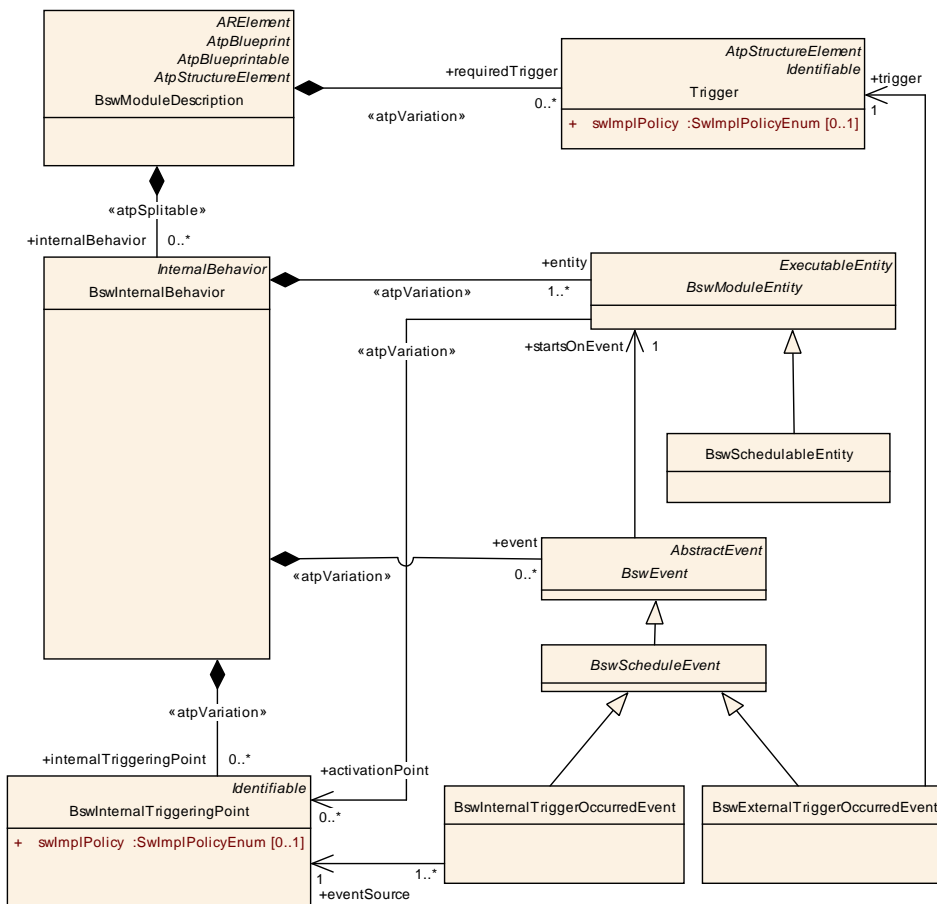 ARElement
AtpBlueprint
AtpBlueprintable
AtpStructureElement
BswModuleDescription
+requiredTrigger
0..*
«atpVariation»
AtpStructureElement
Identifiable
Trigger
+ swImplPolicy :SwImplPolicyEnum [0..1]
+trigger
1
«atpSplitable»
+internalBehavior 0..*
InternalBehavior
BswInternalBehavior
+entity
1..*
«atpVariation»
ExecutableEntity
BswModuleEntity
«atpVariation»
+startsOnEvent 1
BswSchedulableEntity
+event
0..*
«atpVariation»
AbstractEvent
BswEvent
BswScheduleEvent
«atpVariation»
+internalTriggeringPoint 0..*
+activationPoint
0..*
Identifiable
BswInternalTriggeringPoint
+ swImplPolicy :SwImplPolicyEnum [0..1]
BswInternalTriggerOccurredEvent
BswExternalTriggerOccurredEvent
1 1..*
+eventSource